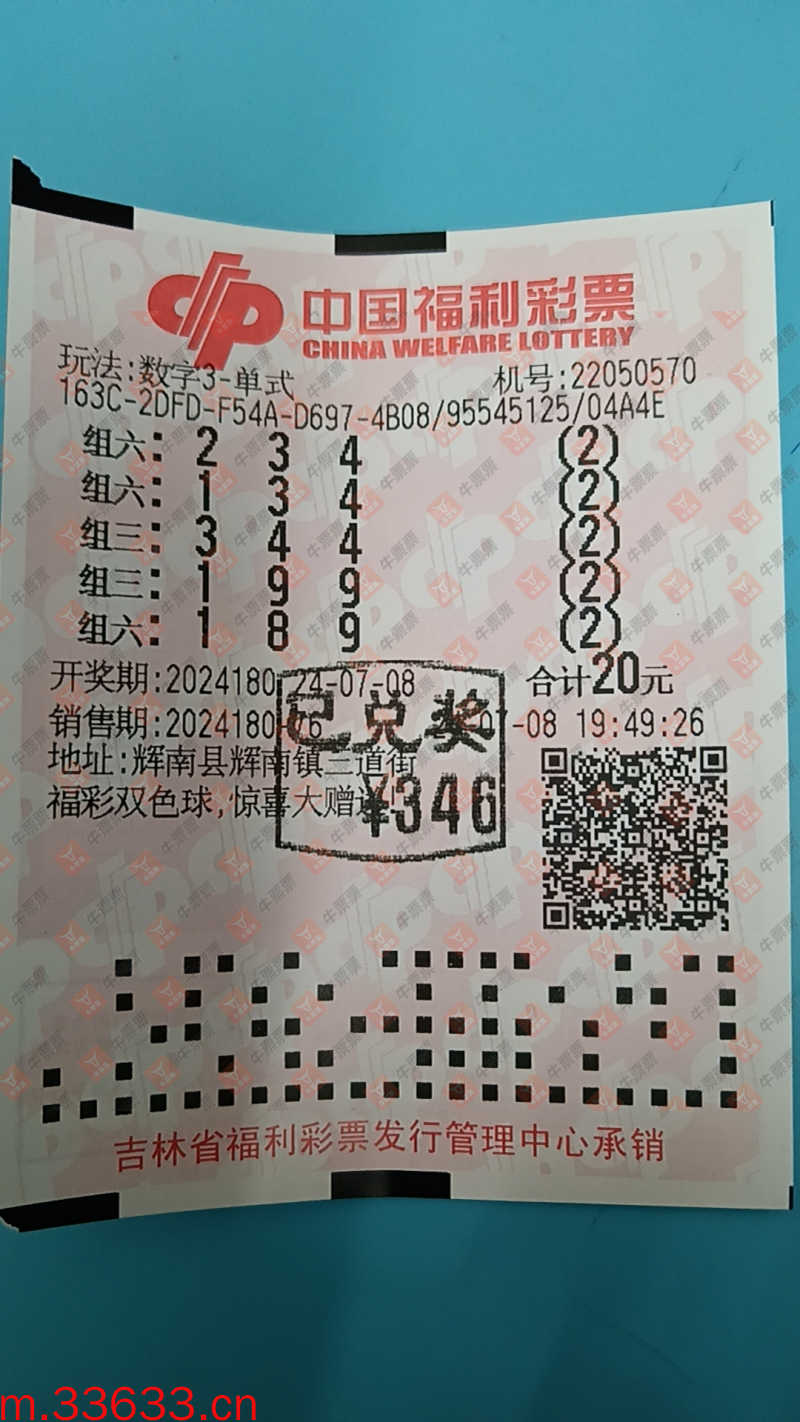 中国福利彩票
CHINA WELFARE LOTTERY
玩法:数字3-单式 机号:22050570
163C-2DFD-F54A-D697-4B08/95545125/04A4E
组六: 2 3 4 (2)
组六: 1 3 4 (2)
组三: 3 4 4 (2)
组三: 1 9 9 (2)
组六: 1 8 9 (2)
开奖期:2024180 24-07-08 合计20元
销售期:2024180-76 07-08 19:49:26
已兑奖
地址:辉南县辉南镇三道街
¥346
福彩双色球,惊喜大赠送!
吉林省福利彩票发行管理中心承销
牛票票
m.33633.cn